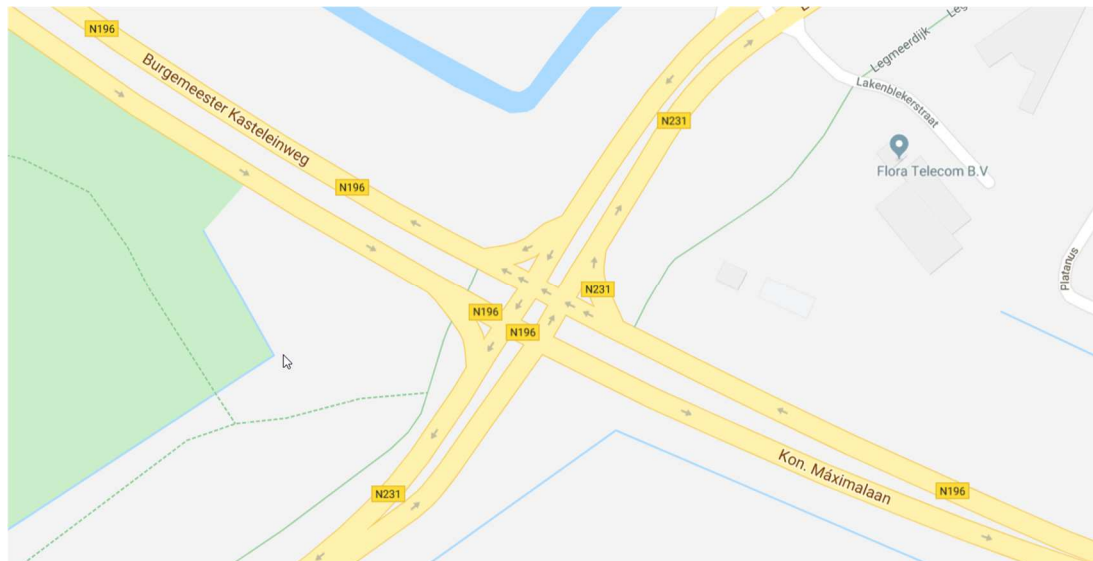 N196
Burgemeester Kasteleinweg
N196
N231
Legmeerdijk
Lakenblekerstraat
Flora Telecom B.V
Platanus
N231
N196
N196
N231
Kon. Máximalaan
N196